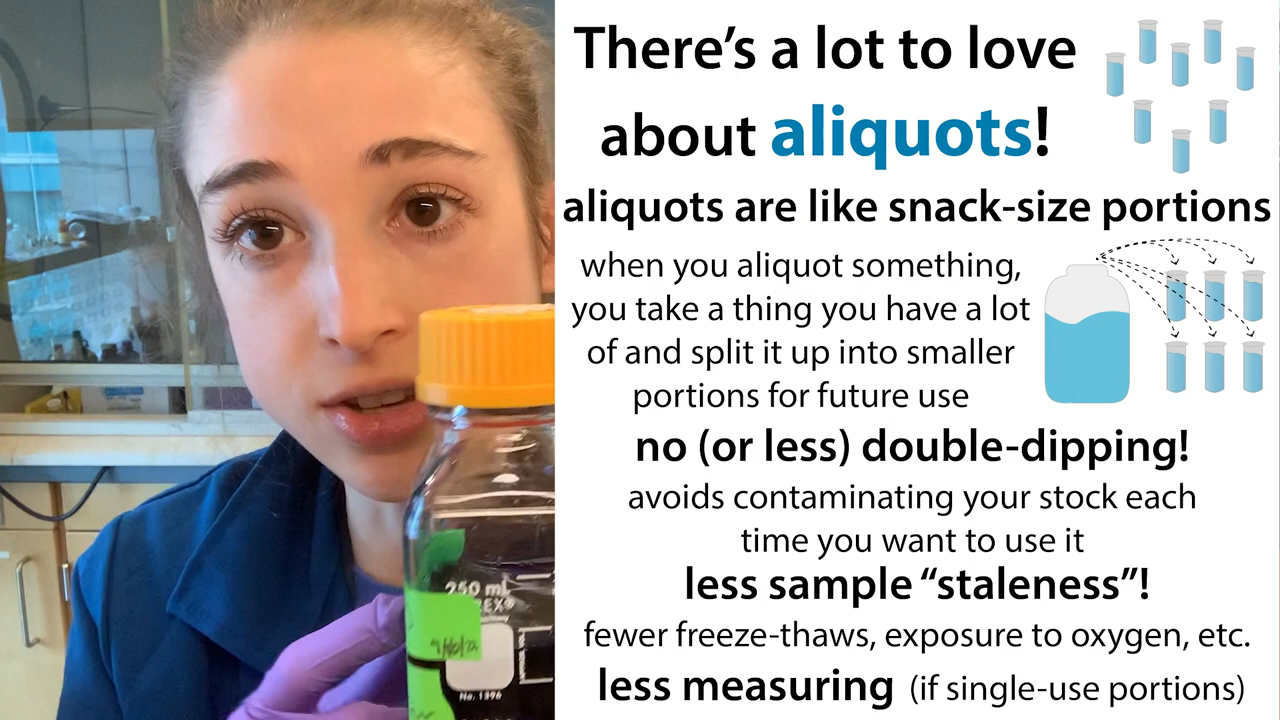 There's a lot to love
about aliquots!
aliquots are like snack-size portions
when you aliquot something,
you take a thing you have a lot
of and split it up into smaller
portions for future use
no (or less) double-dipping!
avoids contaminating your stock each
time you want to use it
less sample “staleness”!
fewer freeze-thaws, exposure to oxygen, etc.
less measuring (if single-use portions)
250 mL
No. 1396